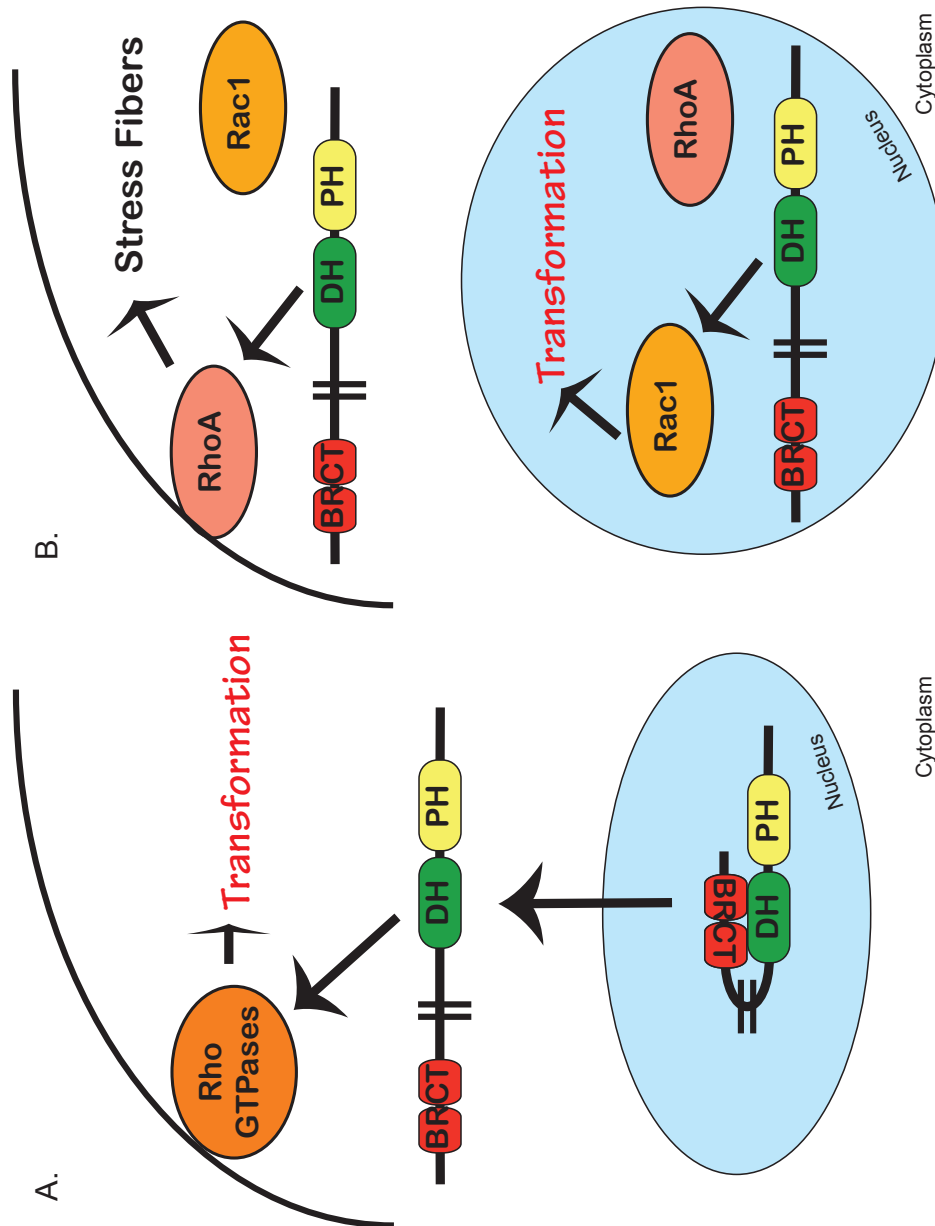 A.
Rho
GTPases
Transformation
BRCT
DH
PH
BRCT
DH
PH
Nucleus
Cytoplasm
B.
Stress Fibers
RhoA
Rac1
BRCT
DH
PH
Transformation
Rac1
RhoA
BRCT
DH
PH
Nucleus
Cytoplasm